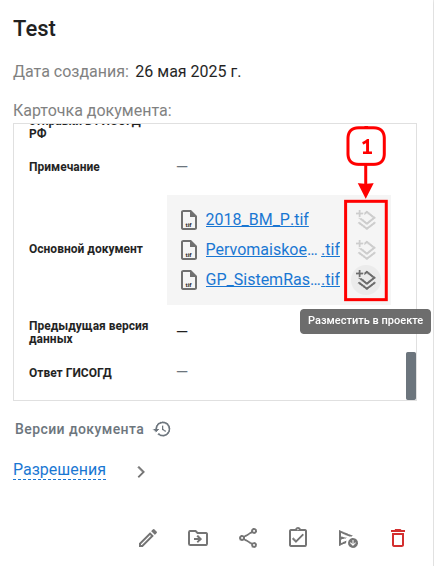 Test
Дата создания: 26 мая 2025 г.
Карточка документа:
РФ
1
Примечание —
2018_BM_P.tif
Основной документ
Pervomaiskoe... .tif
GP_SistemRas....tif
Разместить в проекте
Предыдущая версия
данных —
Ответ ГИСОГД —
Версии документа
Разрешения